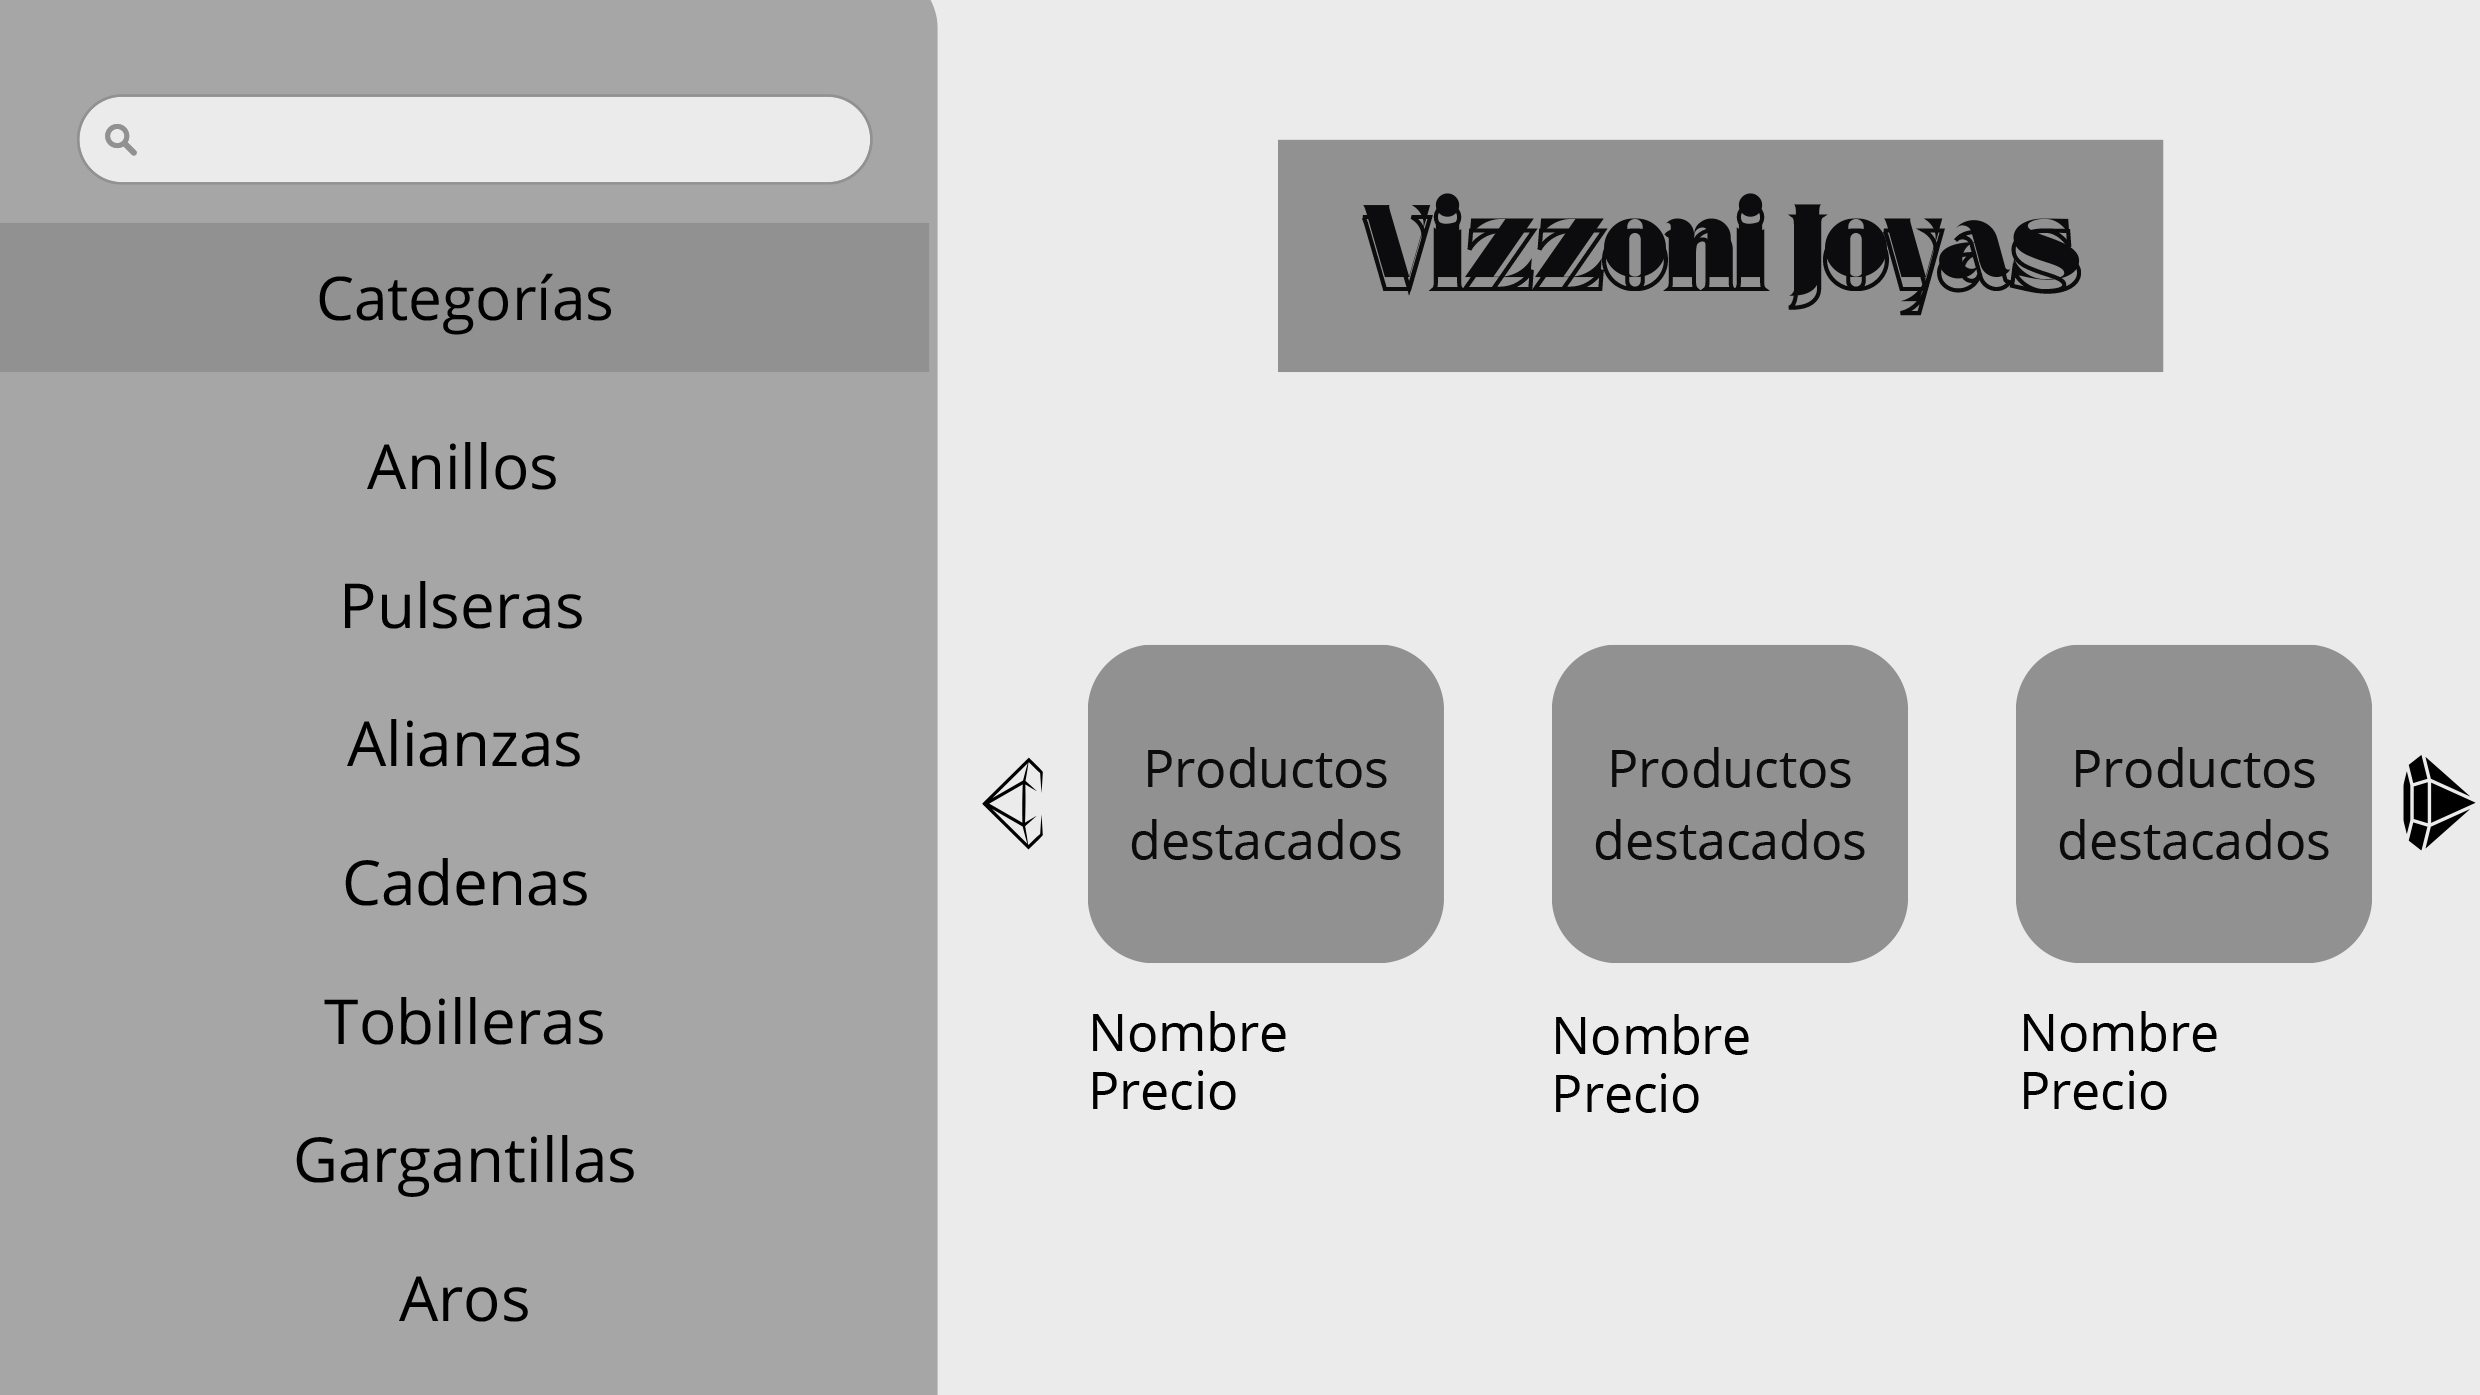 Categorías
Anillos
Pulseras
Alianzas
Cadenas
Tobilleras
Gargantillas
Aros
Vizzoni Joyas
Productos
destacados
Nombre
Precio
Productos
destacados
Nombre
Precio
Productos
destacados
Nombre
Precio